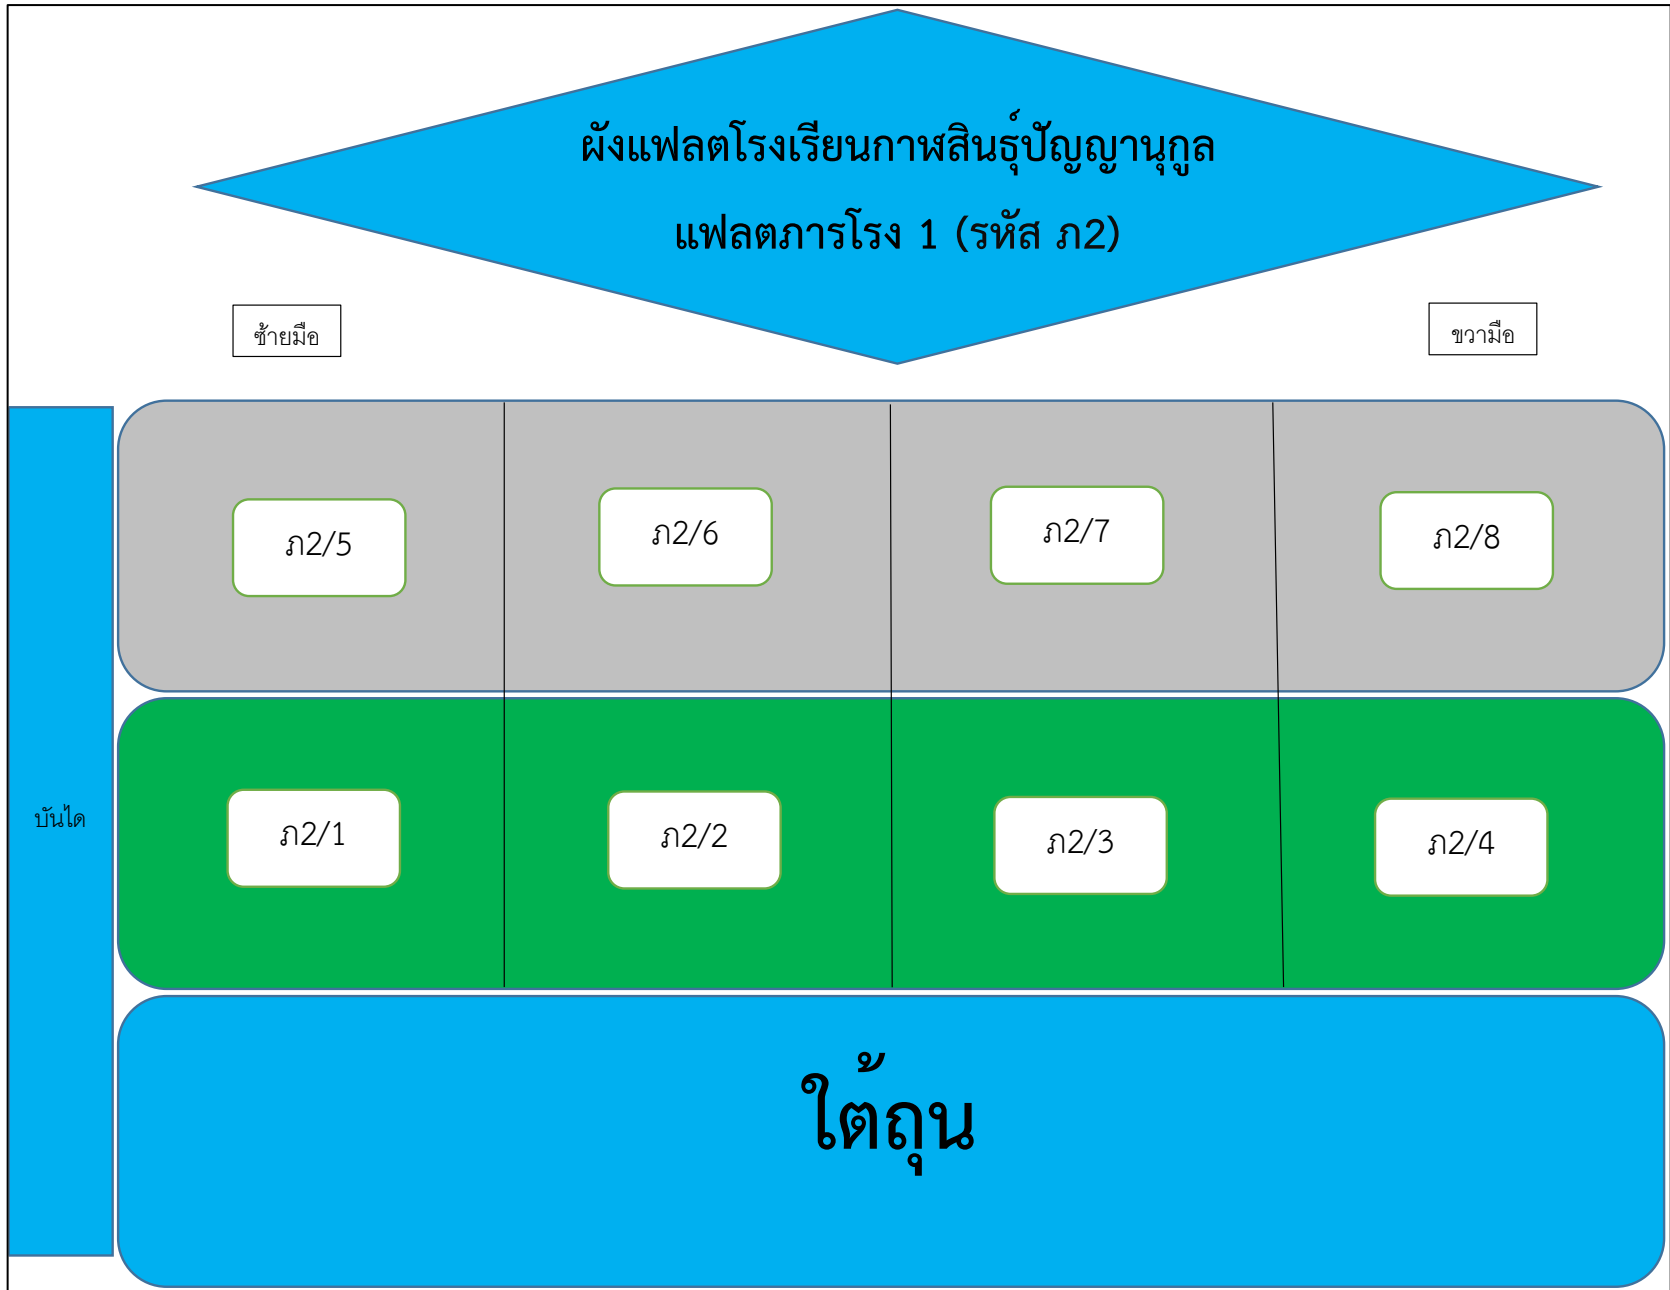 ผังแฟลตโรงเรียนกาฬสินธุ์ปัญญานุกูล
แฟลตภารโรง 1 (รหัส ภ2)
ซ้ายมือ
ขวามือ
ภ2/5
ภ2/6
ภ2/7
ภ2/8
บันได
ภ2/1
ภ2/2
ภ2/3
ภ2/4
ใต้ถุน